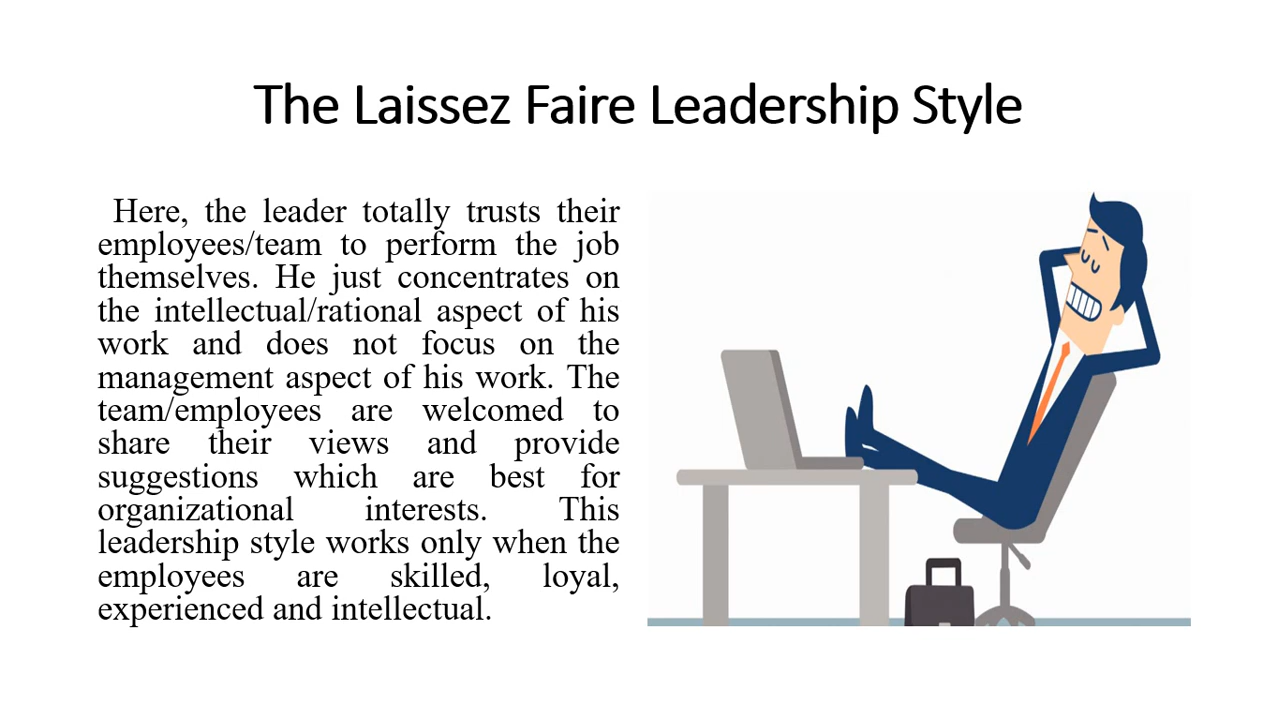 The Laissez Faire Leadership Style
Here, the leader totally trusts their
employees/team to perform the job
themselves. He just concentrates on
the intellectual/rational aspect of his
work and does not focus on the
management aspect of his work. The
team/employees are welcomed to
share their views and provide
suggestions which are best for
organizational interests. This
leadership style works only when the
employees are skilled, loyal,
experienced and intellectual.